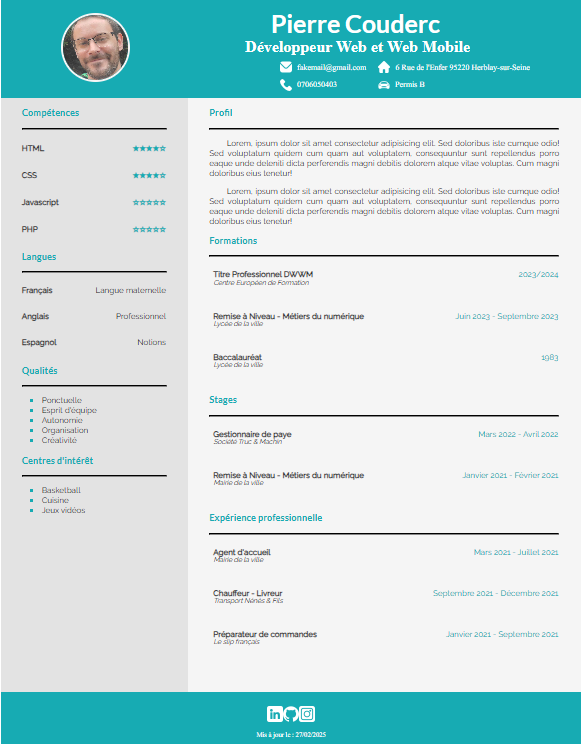 Pierre Couderc
Développeur Web et Web Mobile
fakemail@gmail.com 6 Rue de l'Enfer 95220 Herblay-sur-Seine
0706050403 Permis B
Compétences
HTML ★★★★☆
CSS ★★★★☆
Javascript ☆☆☆☆☆
PHP ☆☆☆☆☆
Langues
Français Langue maternelle
Anglais Professionnel
Espagnol Notions
Qualités
Ponctuelle
Esprit d'équipe
Autonomie
Organisation
Créativité
Centres d'intérêt
Basketball
Cuisine
Jeux vidéos
Profil
Lorem, ipsum dolor sit amet consectetur adipisicing elit. Sed doloribus iste cumque odio!
Sed voluptatum quidem cum quam aut voluptatem, consequuntur sunt repellendus porro
eaque unde deleniti dicta perferendis magni debitis dolorem atque vitae voluptas. Cum magni
doloribus eius tenetur!
Lorem, ipsum dolor sit amet consectetur adipisicing elit. Sed doloribus iste cumque odio!
Sed voluptatum quidem cum quam aut voluptatem, consequuntur sunt repellendus porro
eaque unde deleniti dicta perferendis magni debitis dolorem atque vitae voluptas. Cum magni
doloribus eius tenetur!
Formations
Titre Professionnel DWWM 2023/2024
Centre Européen de Formation
Remise à Niveau - Métiers du numérique Juin 2023 - Septembre 2023
Lycée de la ville
Baccalauréat 1983
Lycée de la ville
Stages
Gestionnaire de paye Mars 2022 - Avril 2022
Société Truc & Machin
Remise à Niveau - Métiers du numérique Janvier 2021 - Février 2021
Mairie de la ville
Expérience professionnelle
Agent d'accueil Mars 2021 - Juillet 2021
Mairie de la ville
Chauffeur - Livreur Septembre 2021 - Décembre 2021
Transport Nénès & Fils
Préparateur de commandes Janvier 2021 - Septembre 2021
Le slip français
Mis à jour le : 27/02/2025